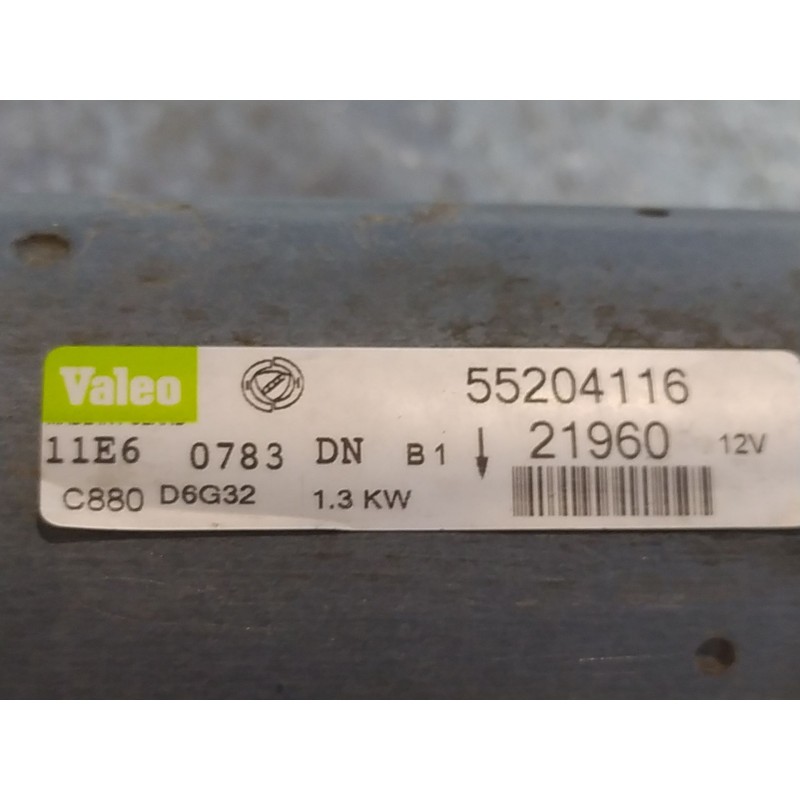 Valeo 55204116
11E6 0783 DN B1 21960 12V
C880 D6G32 1.3 KW